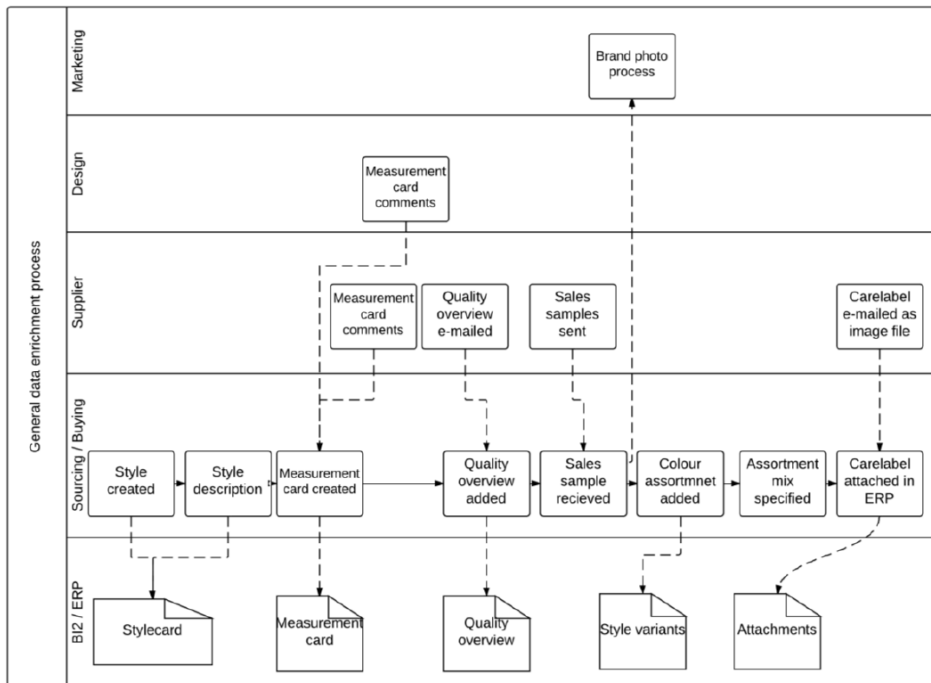 General data enrichment process
Marketing
Brand photo
process
Design
Measurement
card
comments
Supplier
Measurement
card
comments
Quality
overview
e-mailed
Sales
samples
sent
Carelabel
e-mailed as
image file
Sourcing / Buying
Style
created
Style
description
Measurement
card created
Quality
overview
added
Sales
sample
recieved
Colour
assortmnet
added
Assortment
mix
specified
Carelabel
attached in
ERP
BI2 / ERP
Stylecard
Measurement
card
Quality
overview
Style variants
Attachments